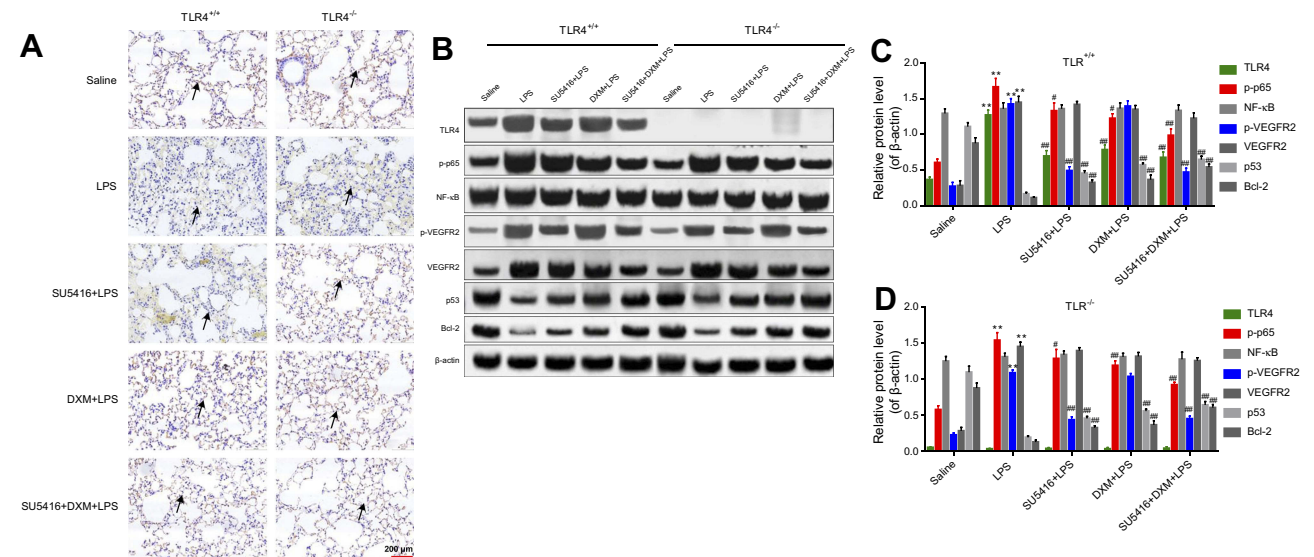 A
TLR4+/+
TLR4-/-
Saline
LPS
SU5416+LPS
DXM+LPS
SU5416+DXM+LPS
200 μm
B
TLR4+/+
TLR4-/-
Saline
LPS
SU5416+LPS
DXM+LPS
SU5416+DXM+LPS
Saline
LPS
SU5416+LPS
DXM+LPS
SU5416+DXM+LPS
TLR4
p-p65
NF-κB
p-VEGFR2
VEGFR2
p53
Bcl-2
β-actin
C
TLR+/+
Relative protein level
(of β-actin)
2.0
1.5
1.0
0.5
0.0
** ** ** **
## # ## ## ##
## # ## ##
## ## ## ## ##
Saline
LPS
SU5416+LPS
DXM+LPS
SU5416+DXM+LPS
TLR4
p-p65
NF-κB
p-VEGFR2
VEGFR2
p53
Bcl-2
D
TLR-/-
Relative protein level
(of β-actin)
2.0
1.5
1.0
0.5
0.0
** ** **
# ## ## ##
## ## ##
## ## ## ##
Saline
LPS
SU5416+LPS
DXM+LPS
SU5416+DXM+LPS
TLR4
p-p65
NF-κB
p-VEGFR2
VEGFR2
p53
Bcl-2